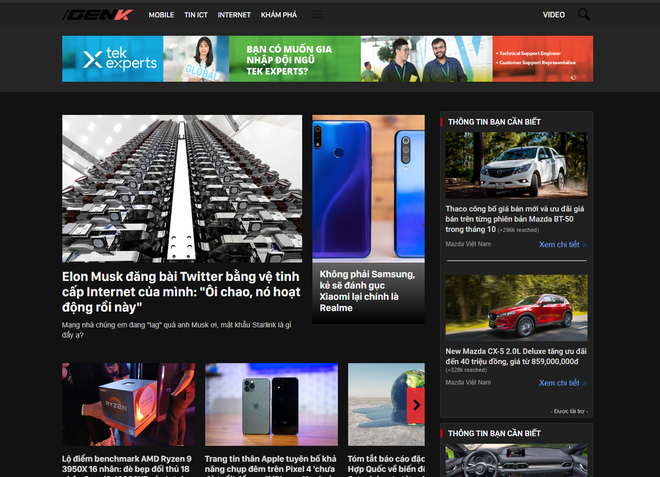 GENK
MOBILE TIN ICT INTERNET KHÁM PHÁ
VIDEO
tek
experts
GLOBAL
BẠN CÓ MUỐN GIA
NHẬP ĐỘI NGŨ
TEK EXPERTS?
• Technical Support Engineer
• Customer Support Representative
Elon Musk đăng bài Twitter bằng vệ tinh
cấp Internet của mình: "Ôi chao, nó hoạt
động rồi này"
Mạng nhà chúng em đang "lag" quá anh Musk ơi, mật khẩu Starlink là gì
đấy ạ?
Không phải Samsung,
kẻ sẽ đánh gục
Xiaomi lại chính là
Realme
THÔNG TIN BẠN CẦN BIẾT
Thaco công bố giá bán mới và ưu đãi giá
bán trên từng phiên bản Mazda BT-50
trong tháng 10 (+296k reached)
Mazda Việt Nam
Xem chi tiết »
New Mazda CX-5 2.0L Deluxe tăng ưu đãi
đến 40 triệu đồng, giá từ 859,000,000đ
(+328k reached)
Mazda Việt Nam
Xem chi tiết »
- Được tài trợ -
THÔNG TIN BẠN CẦN BIẾT
RYZEN
Lộ điểm benchmark AMD Ryzen 9
3950X 16 nhân: đè bẹp đối thủ 18
Trang tin thân Apple tuyên bố khả
năng chụp đêm trên Pixel 4 'chưa
Tóm tắt báo cáo đặc
Hợp Quốc về biến đổ